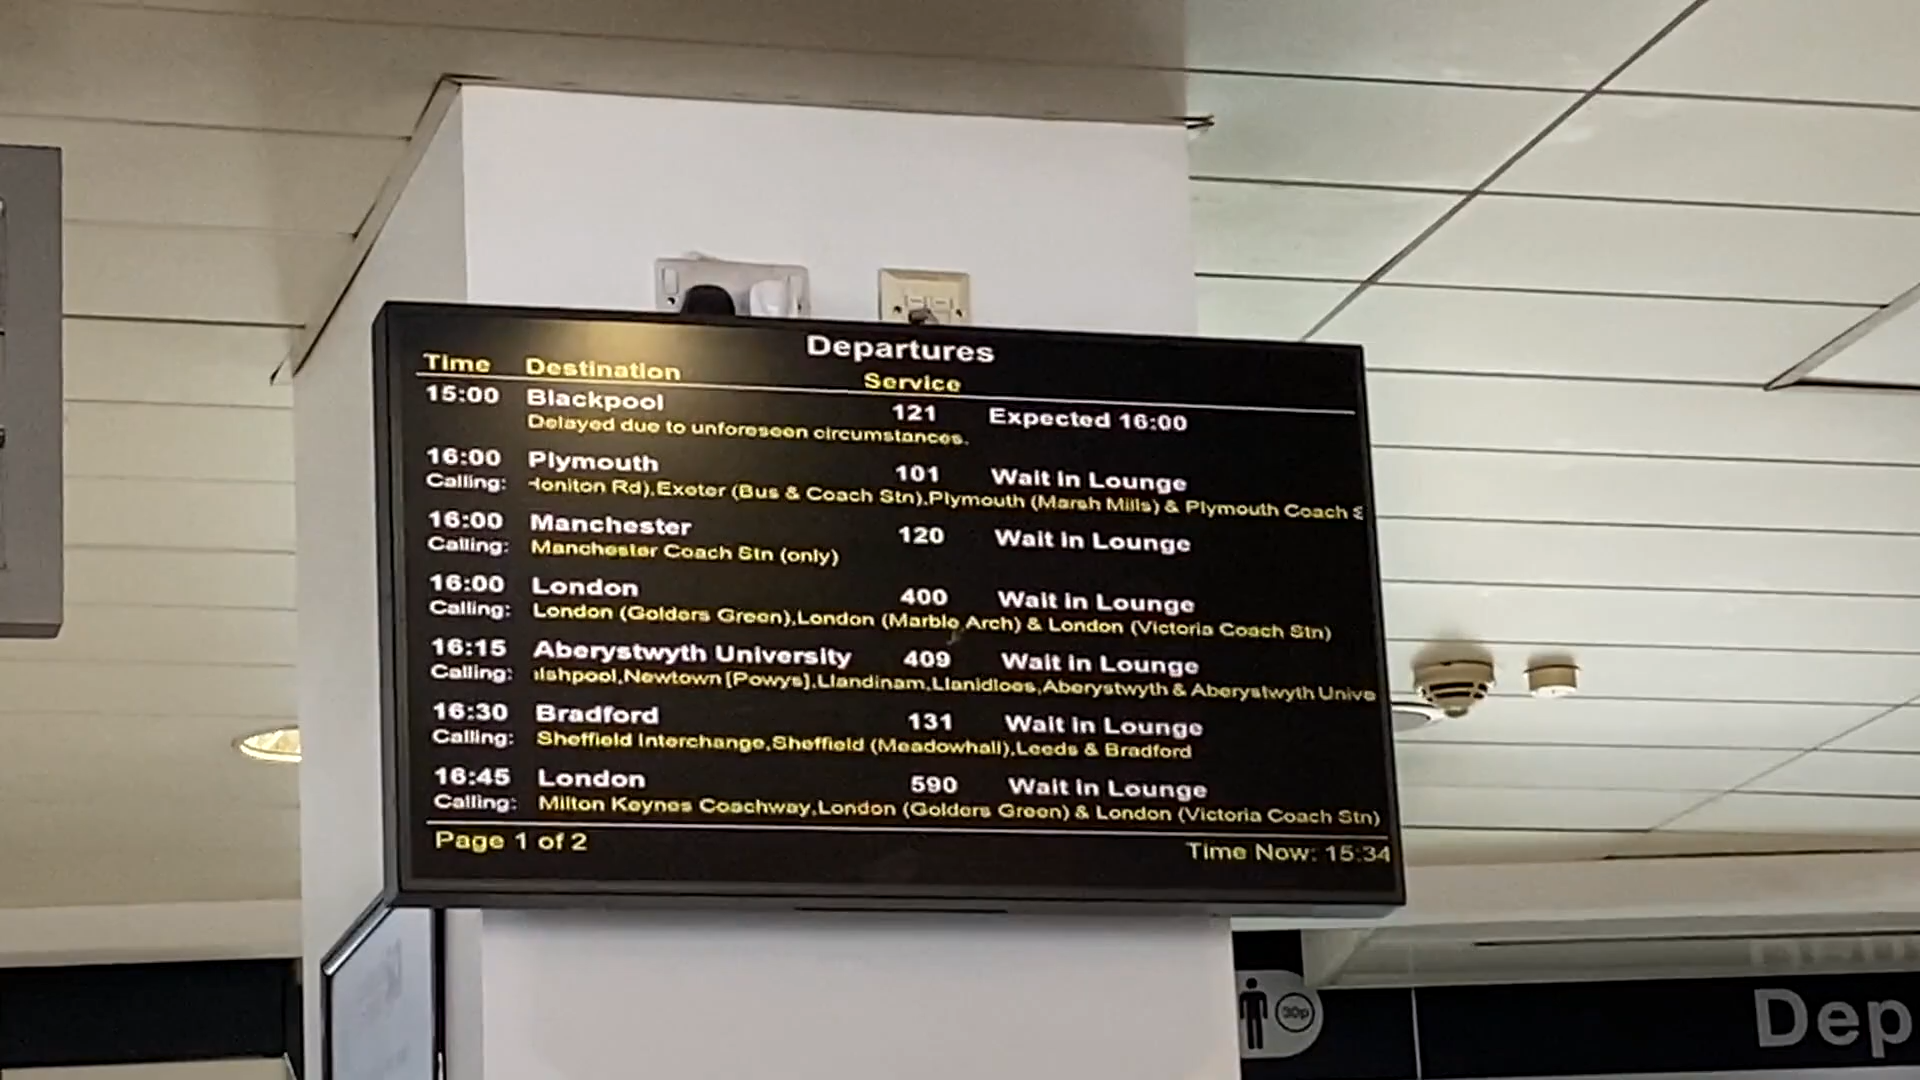 Departures
Time Destination Service
15:00 Blackpool 121 Expected 16:00
Delayed due to unforeseen circumstances.
16:00 Plymouth 101 Wait in Lounge
Calling: Honiton Rd),Exeter (Bus & Coach Stn),Plymouth (Marsh Mills) & Plymouth Coach
16:00 Manchester 120 Wait in Lounge
Calling: Manchester Coach Stn (only)
16:00 London 400 Wait in Lounge
Calling: London (Golders Green),London (Marble Arch) & London (Victoria Coach Stn)
16:15 Aberystwyth University 409 Wait in Lounge
Calling: lshpool,Newtown [Powys],Llandinam,Llanidloes,Aberystwyth & Aberystwyth Unive
16:30 Bradford 131 Wait in Lounge
Calling: Sheffield Interchange,Sheffield (Meadowhall),Leeds & Bradford
16:45 London 590 Wait in Lounge
Calling: Milton Keynes Coachway,London (Golders Green) & London (Victoria Coach Stn)
Page 1 of 2 Time Now: 15:34
30p
Dep